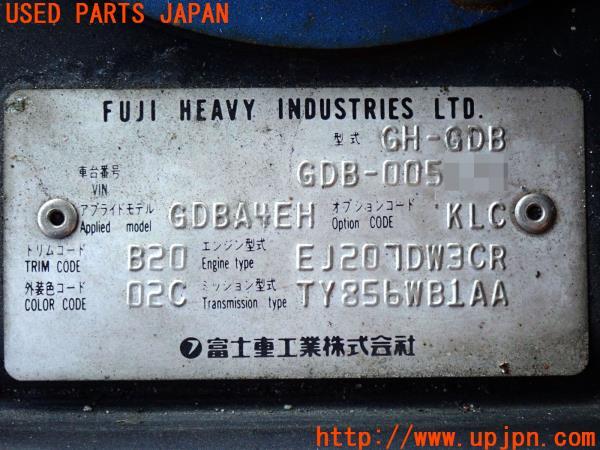 USED PARTS JAPAN
FUJI HEAVY INDUSTRIES LTD.
型式 GH-GDB
車台番号 VIN GDB-005
アプライドモデル Applied model GDBA4EH オプションコード Option code KLC
トリムコード TRIM CODE B20 エンジン型式 Engine type EJ207DW3CR
外装色コード COLOR CODE 02C ミッション型式 Transmission type TY856WB1AA
富士重工業株式会社
http://www.upjpn.com